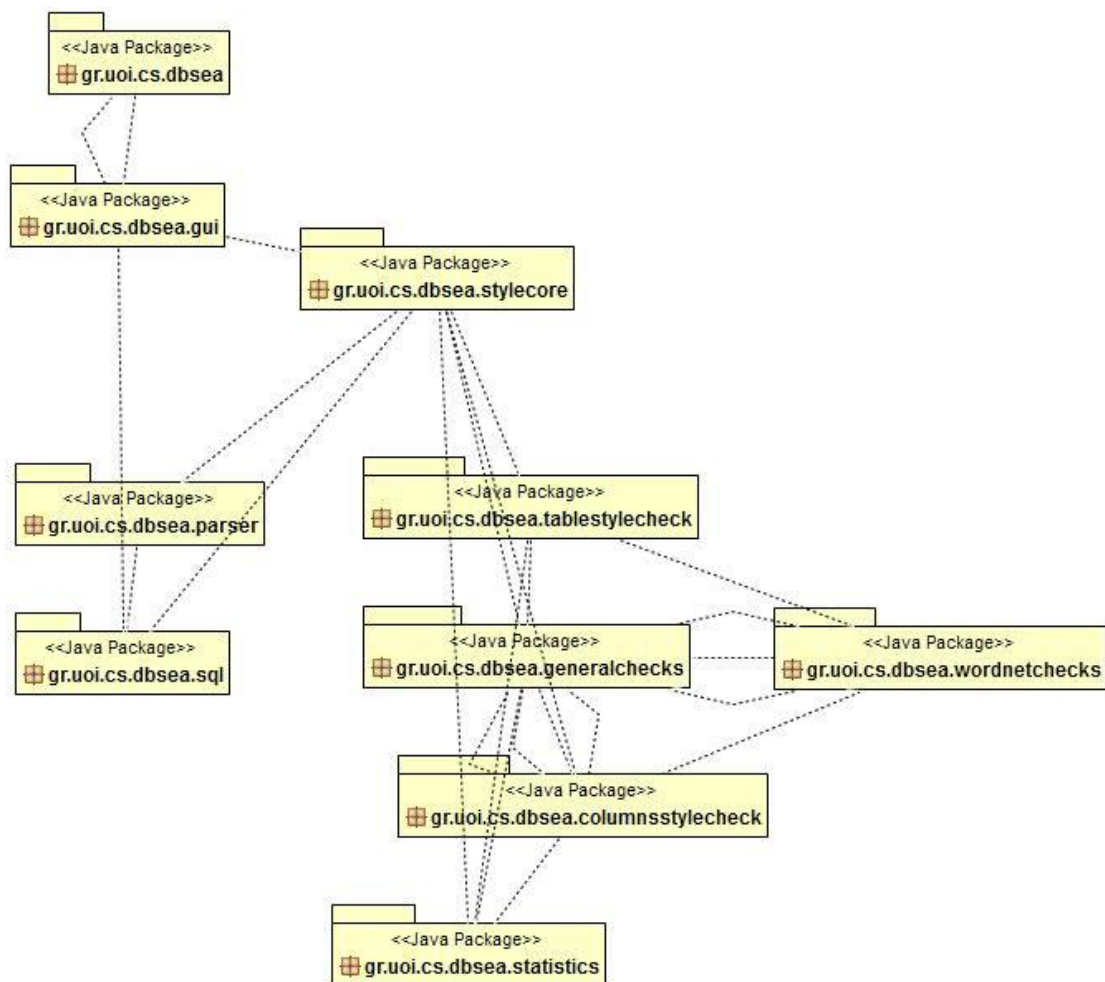 <<Java Package>>
gr.uoi.cs.dbsea
<<Java Package>>
gr.uoi.cs.dbsea.gui
<<Java Package>>
gr.uoi.cs.dbsea.stylecore
<<Java Package>>
gr.uoi.cs.dbsea.parser
<<Java Package>>
gr.uoi.cs.dbsea.tablestylecheck
<<Java Package>>
gr.uoi.cs.dbsea.sql
<<Java Package>>
gr.uoi.cs.dbsea.generalchecks
<<Java Package>>
gr.uoi.cs.dbsea.wordnetchecks
<<Java Package>>
gr.uoi.cs.dbsea.columnsstylecheck
<<Java Package>>
gr.uoi.cs.dbsea.statistics